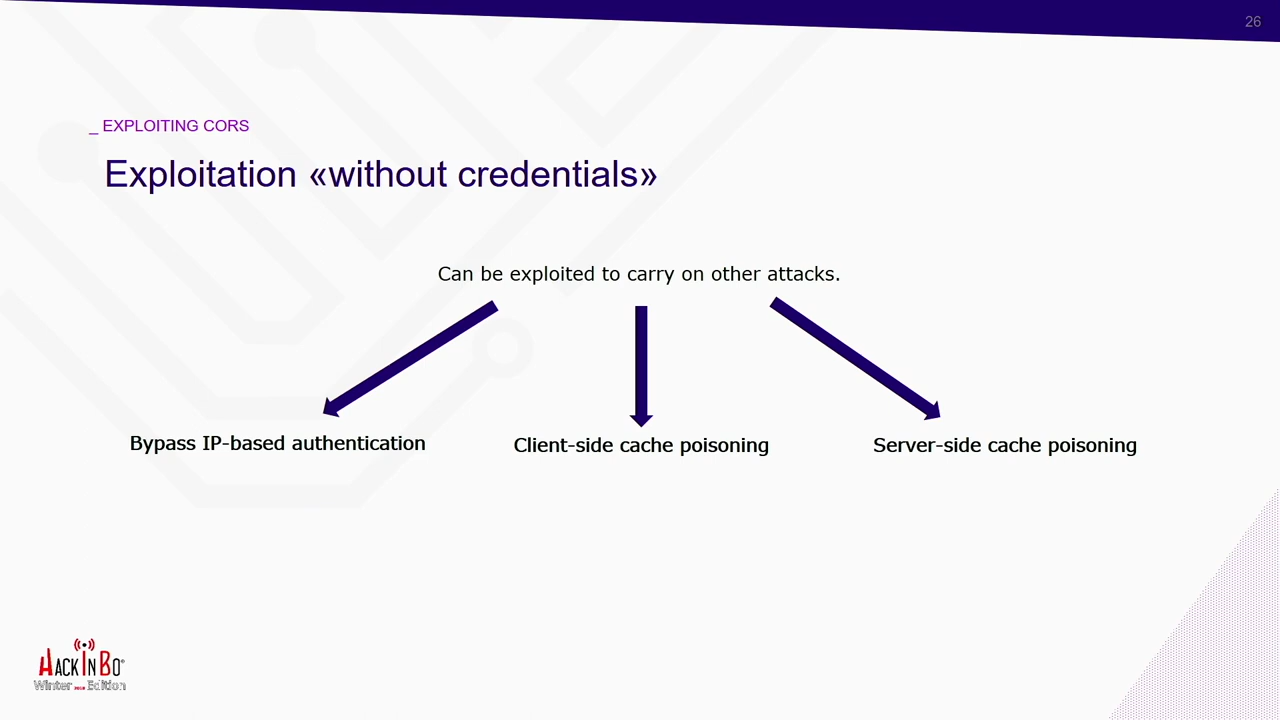 26
_ EXPLOITING CORS
Exploitation «without credentials»
Can be exploited to carry on other attacks.
Bypass IP-based authentication
Client-side cache poisoning
Server-side cache poisoning
HACKINBO®
Winter Edition